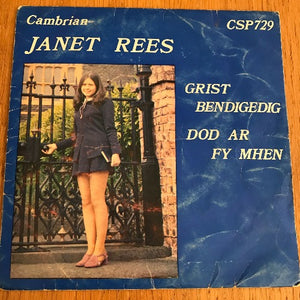 Cambrian
CSP729
JANET REES
GRIST
BENDIGEDIG
DOD AR
FY MHEN